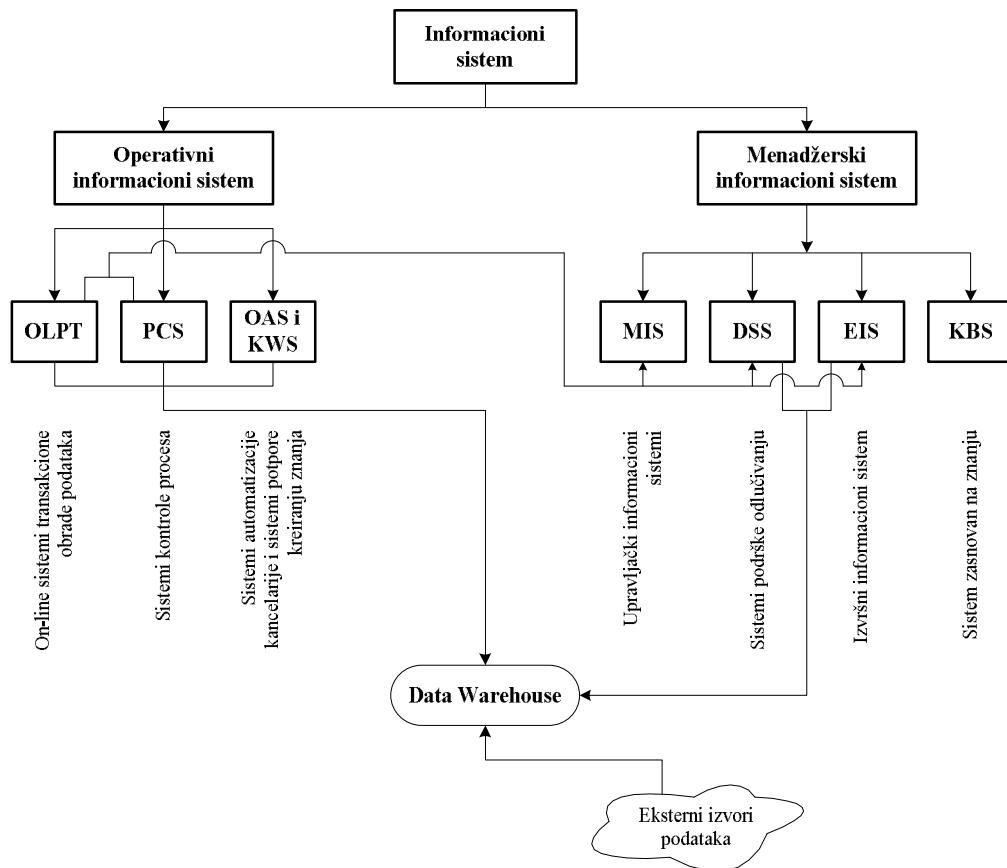 Informacioni
sistem
Operativni
informacioni sistem
Menadžerski
informacioni sistem
OLPT
PCS
OAS i
KWS
MIS
DSS
EIS
KBS
On-line sistemi transakcione
obrade podataka
Sistemi kontrole procesa
Sistemi automatizacije
kancelarije i sistemi potpore
kreiranju znanja
Upravljački informacioni
sistemi
Sistemi podrške odlučivanju
Izvršni informacioni sistem
Sistem zasnovan na znanju
Data Warehouse
Eksterni izvori
podataka